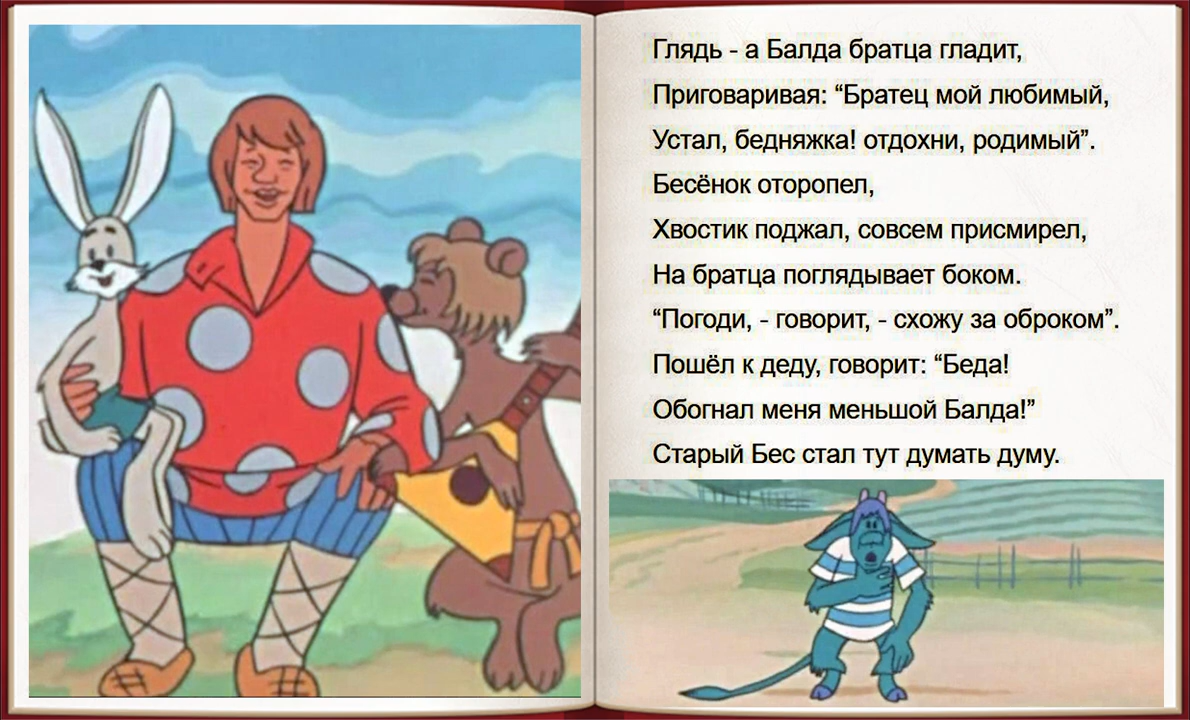 Глядь - а Балда братца гладит,
Приговаривая: “Братец мой любимый,
Устал, бедняжка! отдохни, родимый”.
Бесёнок оторопел,
Хвостик поджал, совсем присмирел,
На братца поглядывает боком.
“Погоди, - говорит, - схожу за оброком”.
Пошёл к деду, говорит: “Беда!
Обогнал меня меньшой Балда!”
Старый Бес стал тут думать думу.